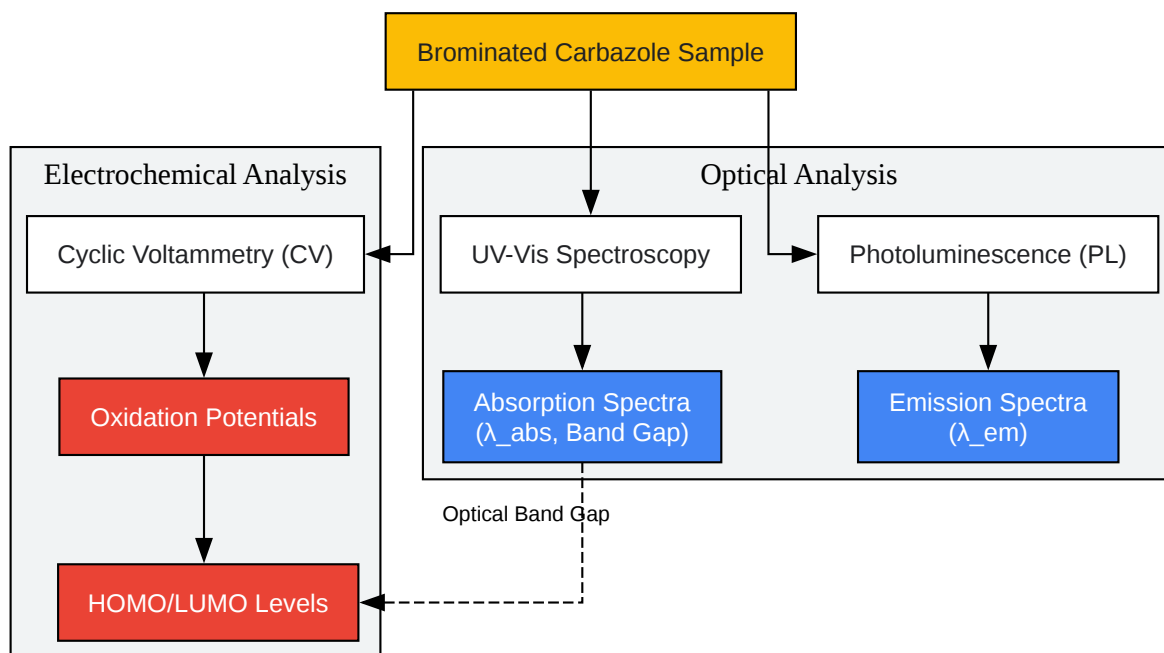 Brominated Carbazole Sample
Electrochemical Analysis
Optical Analysis
Cyclic Voltammetry (CV)
UV-Vis Spectroscopy
Photoluminescence (PL)
Oxidation Potentials
Absorption Spectra
(λ_abs, Band Gap)
Emission Spectra
(λ_em)
Optical Band Gap
HOMO/LUMO Levels